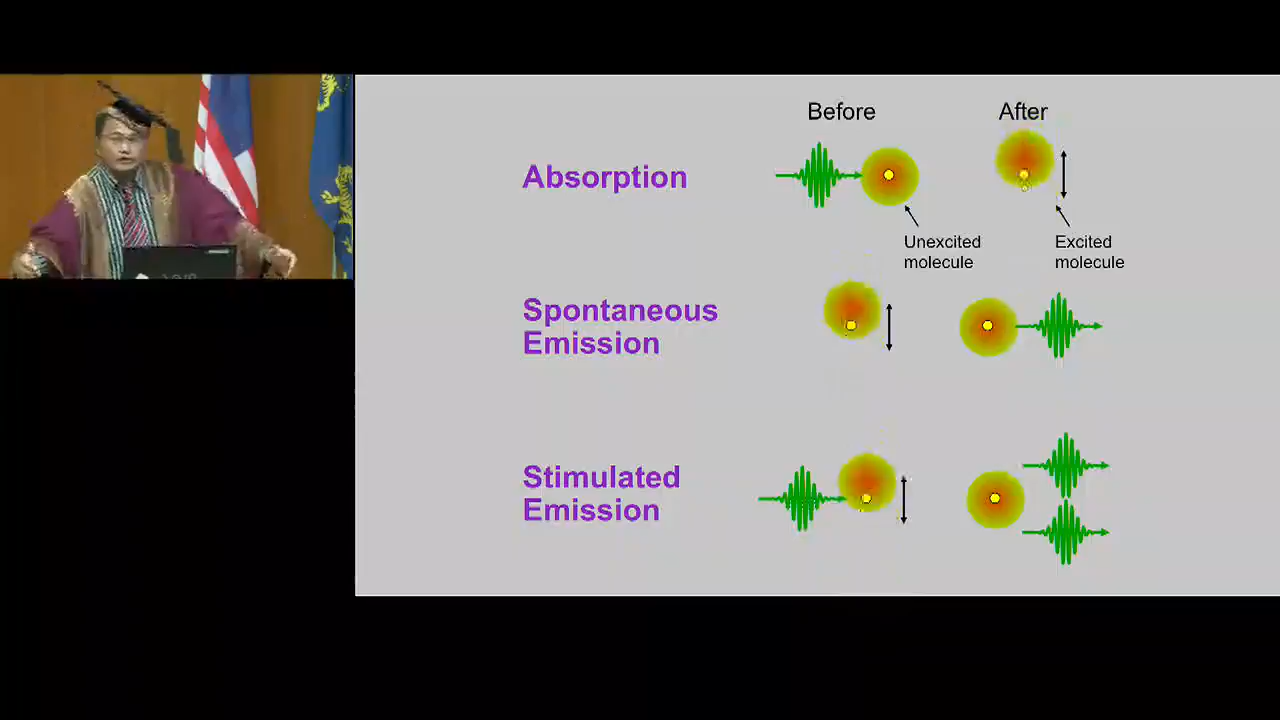 Before
After
Absorption
Unexcited
molecule
Excited
molecule
Spontaneous
Emission
Stimulated
Emission